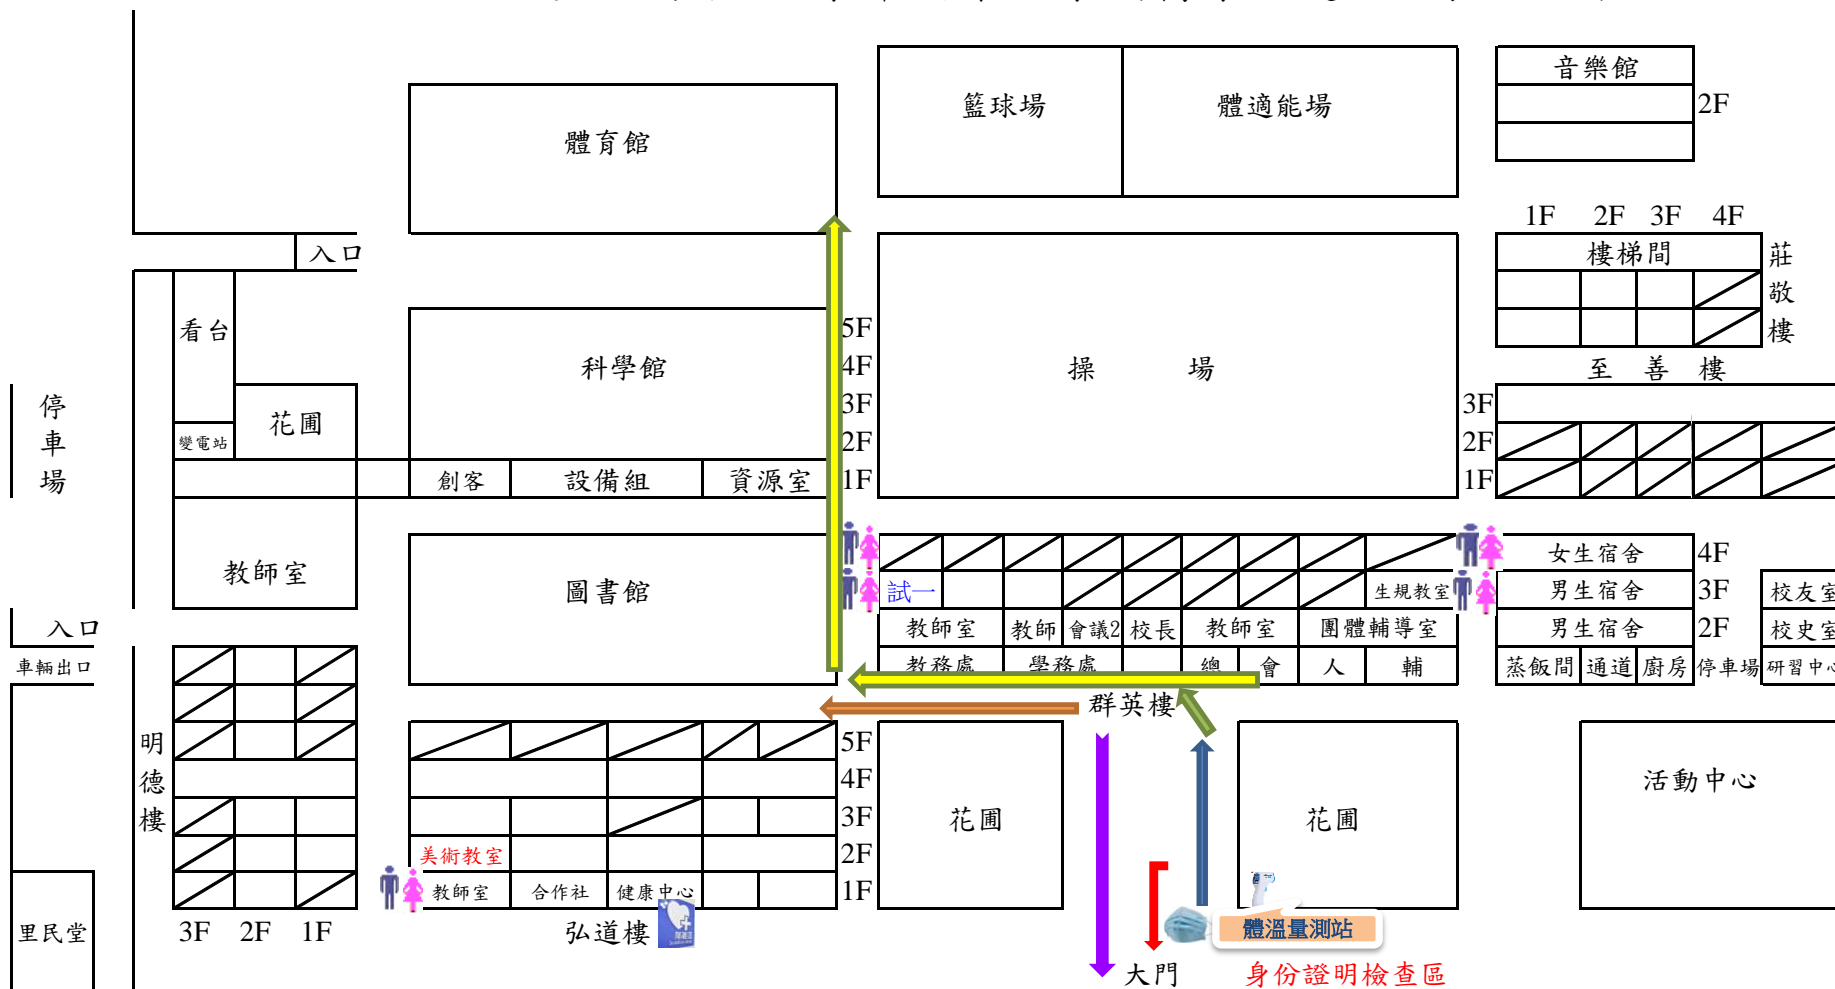 音樂館
籃球場 體適能場 2F
體育館
1F 2F 3F 4F
入口 樓梯間 莊敬樓
看台 5F
科學館 4F 操場 至善樓
停車場 花圃 3F 3F
變電站 2F 2F
創客 設備組 資源室 1F 1F
教師室 圖書館 女生宿舍 4F
試一 生規教室 男生宿舍 3F 校友室
入口 教師室 教師 會議2 校長 教師室 團體輔導室 男生宿舍 2F 校史室
車輛出口 教務處 學務處 總 會 人 輔 蒸飯間 通道 廚房 停車場 研習中心
群英樓
明德樓 5F
4F 活動中心
3F 花圃 花圃
美術教室 2F
教師室 合作社 健康中心 1F
里民堂 3F 2F 1F 弘道樓 體溫量測站
大門 身份證明檢查區